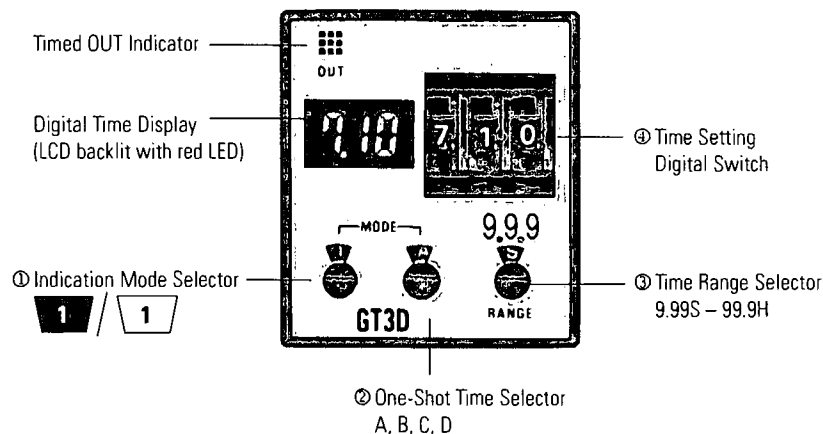 Timed OUT Indicator
OUT
Digital Time Display
(LCD backlit with red LED)
7.10
7 1 0
④ Time Setting
Digital Switch
MODE
9.9.9
1
A
S
① Indication Mode Selector
1 / 1
RANGE
③ Time Range Selector
9.99S – 99.9H
GT3D
② One-Shot Time Selector
A, B, C, D